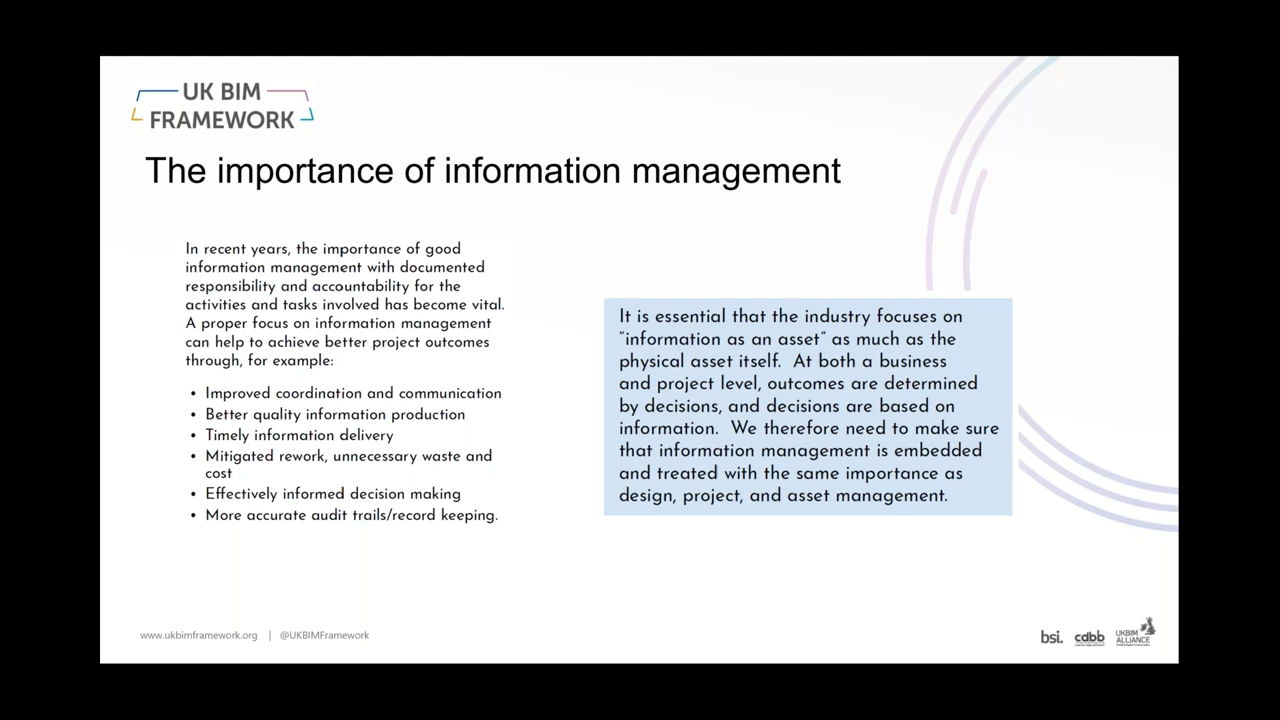 UK BIM
FRAMEWORK
The importance of information management
In recent years, the importance of good
information management with documented
responsibility and accountability for the
activities and tasks involved has become vital.
A proper focus on information management
can help to achieve better project outcomes
through, for example:
• Improved coordination and communication
• Better quality information production
• Timely information delivery
• Mitigated rework, unnecessary waste and
cost
• Effectively informed decision making
• More accurate audit trails/record keeping.
It is essential that the industry focuses on
"information as an asset" as much as the
physical asset itself. At both a business
and project level, outcomes are determined
by decisions, and decisions are based on
information. We therefore need to make sure
that information management is embedded
and treated with the same importance as
design, project, and asset management.
www.ukbimframework.org | @UKBIMFramework
bsi.
cdbb
UKBIM
ALLIANCE